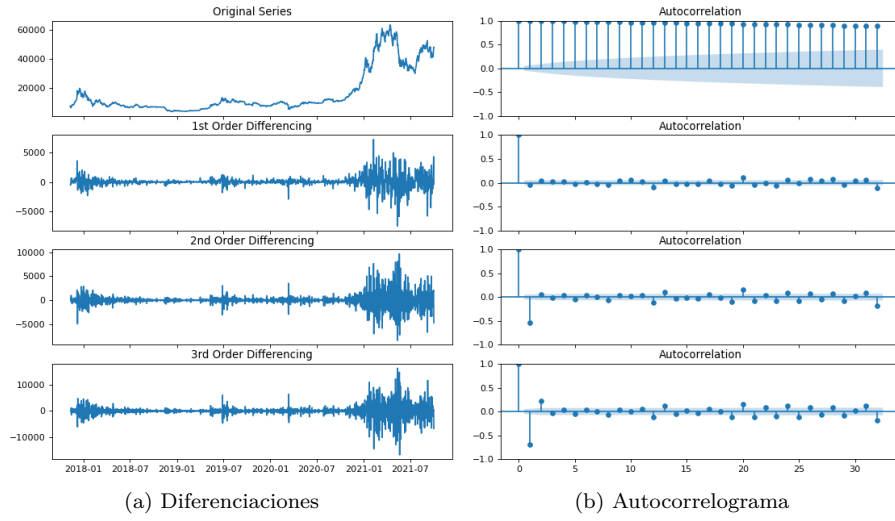 Original Series
Autocorrelation
60000
40000
20000
1.0
0.5
0.0
−0.5
−1.0
1st Order Differencing
Autocorrelation
5000
0
−5000
1.0
0.5
0.0
−0.5
−1.0
2nd Order Differencing
Autocorrelation
10000
5000
0
−5000
1.0
0.5
0.0
−0.5
−1.0
3rd Order Differencing
Autocorrelation
10000
0
−10000
1.0
0.5
0.0
−0.5
−1.0
2018-01 2018-07 2019-01 2019-07 2020-01 2020-07 2021-01 2021-07
0 5 10 15 20 25 30
(a) Diferenciaciones
(b) Autocorrelograma